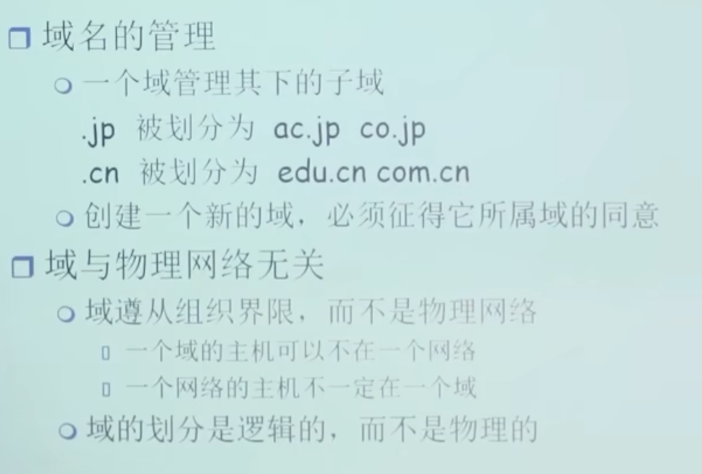 域名的管理
一个域管理其下的子域
.jp 被划分为 ac.jp co.jp
.cn 被划分为 edu.cn com.cn
创建一个新的域，必须征得它所属域的同意
域与物理网络无关
域遵从组织界限，而不是物理网络
一个域的主机可以不在一个网络
一个网络的主机不一定在一个域
域的划分是逻辑的，而不是物理的